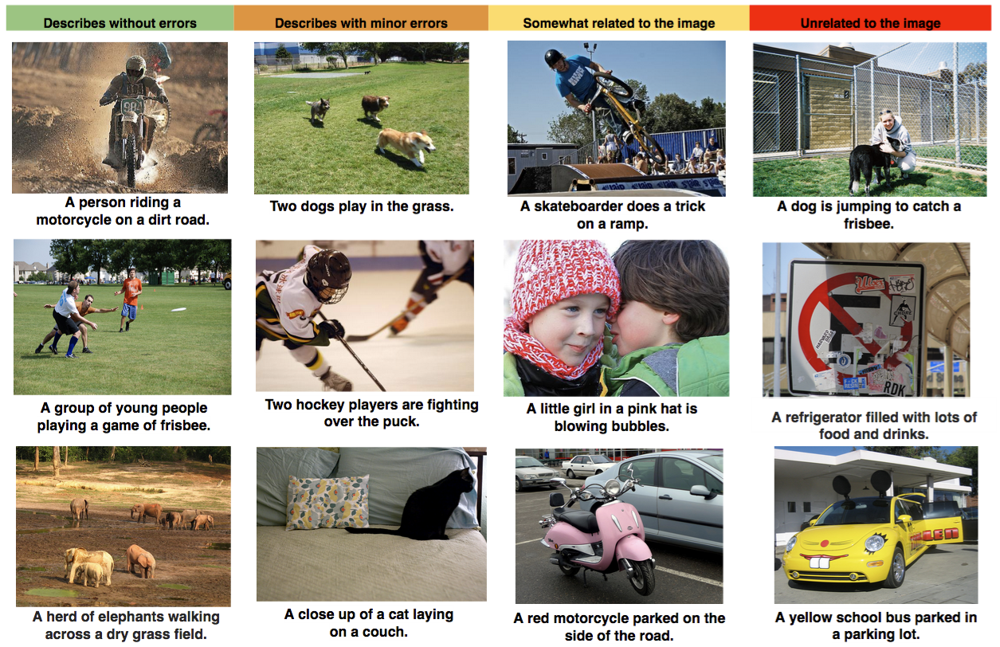 Describes without errors
Describes with minor errors
Somewhat related to the image
Unrelated to the image
98
A person riding a
motorcycle on a dirt road.
Two dogs play in the grass.
A skateboarder does a trick
on a ramp.
A dog is jumping to catch a
frisbee.
A group of young people
playing a game of frisbee.
Two hockey players are fighting
over the puck.
A little girl in a pink hat is
blowing bubbles.
RDK
A refrigerator filled with lots of
food and drinks.
A herd of elephants walking
across a dry grass field.
A close up of a cat laying
on a couch.
A red motorcycle parked on the
side of the road.
A yellow school bus parked in
a parking lot.